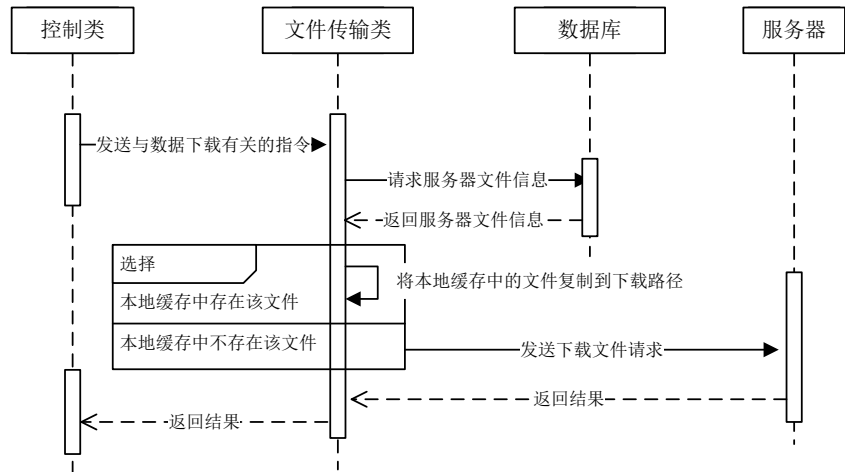 控制类
文件传输类
数据库
服务器
发送与数据下载有关的指令
请求服务器文件信息
返回服务器文件信息
选择
将本地缓存中的文件复制到下载路径
本地缓存中存在该文件
本地缓存中不存在该文件
发送下载文件请求
返回结果
返回结果